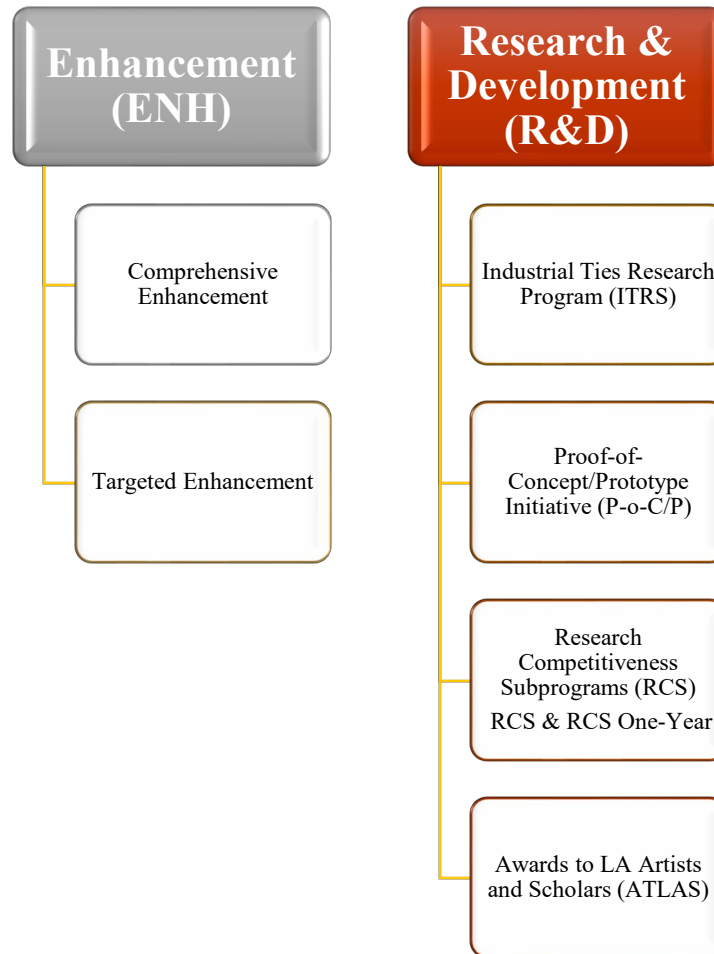 Enhancement
(ENH)
Comprehensive
Enhancement
Targeted Enhancement
Research &
Development
(R&D)
Industrial Ties Research
Program (ITRS)
Proof-of-
Concept/Prototype
Initiative (P-o-C/P)
Research
Competitiveness
Subprograms (RCS)
RCS & RCS One-Year
Awards to LA Artists
and Scholars (ATLAS)